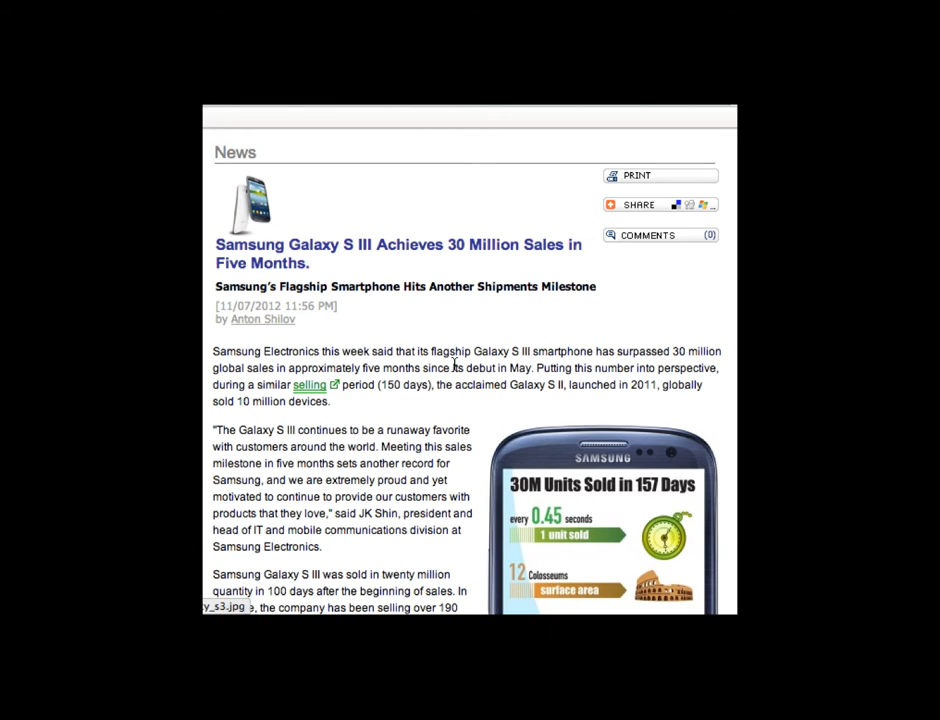 News
PRINT
SHARE
COMMENTS (0)
Samsung Galaxy S III Achieves 30 Million Sales in
Five Months.
Samsung's Flagship Smartphone Hits Another Shipments Milestone
[11/07/2012 11:56 PM]
by Anton Shilov
Samsung Electronics this week said that its flagship Galaxy S III smartphone has surpassed 30 million
global sales in approximately five months since its debut in May. Putting this number into perspective,
during a similar selling period (150 days), the acclaimed Galaxy S II, launched in 2011, globally
sold 10 million devices.
"The Galaxy S III continues to be a runaway favorite
with customers around the world. Meeting this sales
milestone in five months sets another record for
Samsung, and we are extremely proud and yet
motivated to continue to provide our customers with
products that they love," said JK Shin, president and
head of IT and mobile communications division at
Samsung Electronics.
Samsung Galaxy S III was sold in twenty million
quantity in 100 days after the beginning of sales. In
, the company has been selling over 190
y_s3.jpg
SAMSUNG
30M Units Sold in 157 Days
every 0.45 seconds
1 unit sold
12 Colosseums
surface area